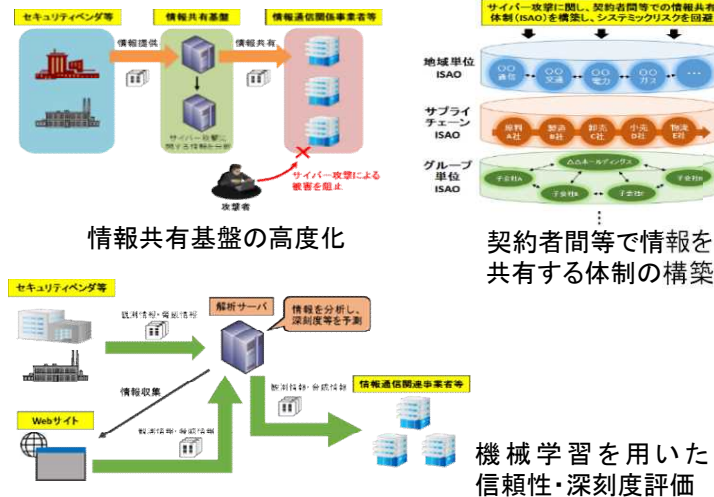 セキュリティベンダ等
情報共有基盤
情報通信関係事業者等
情報提供
情報共有
サイバー攻撃に
関する情報を分析
サイバー攻撃による
被害を阻止
攻撃者
情報共有基盤の高度化
サイバー攻撃に関し、契約者間等での情報共有
体制(ISAO)を構築し、システミックリスクを回避
地域単位
ISAO
○○
通信
○○
交通
○○
電力
○○
ガス
…
サプライ
チェーン
ISAO
原料
A社
製造
B社
卸売
C社
小売
D社
物流
E社
グループ
単位
ISAO
△△ホールディングス
子会社A
子会社B
子会社C
⋮
契約者間等で情報を
共有する体制の構築
セキュリティベンダ等
観測情報・脅威情報
解析サーバ
情報を分析し、
深刻度等を予測
情報収集
観測情報・脅威情報
情報通信関連事業者等
Webサイト
観測情報・脅威情報
機械学習を用いた
信頼性・深刻度評価